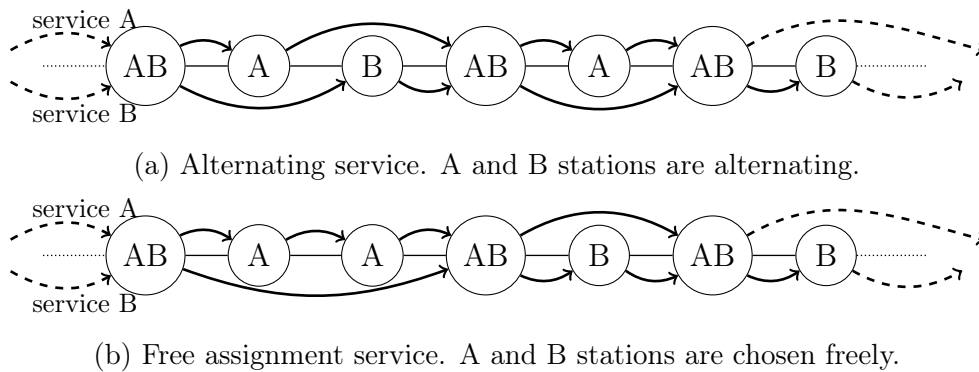 service A
AB A B AB A AB B
service B
(a) Alternating service. A and B stations are alternating.
service A
AB A A AB B AB B
service B
(b) Free assignment service. A and B stations are chosen freely.